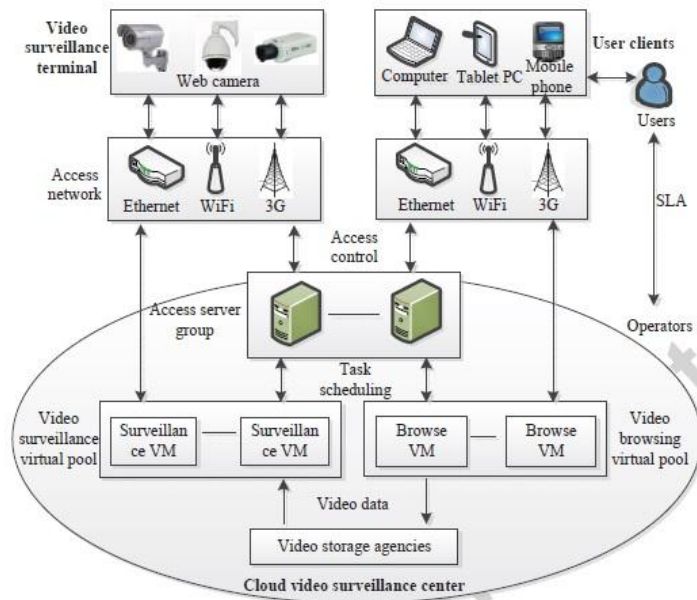 Video
surveillance
terminal
Web camera
Computer
Tablet PC
Mobile
phone
User clients
Users
Access
network
Ethernet
WiFi
3G
Ethernet
WiFi
3G
SLA
Access
control
Access server
group
Operators
Task
scheduling
Video
surveillance
virtual pool
Surveillan
ce VM
Surveillan
ce VM
Browse
VM
Browse
VM
Video
browsing
virtual pool
Video data
Video storage agencies
Cloud video surveillance center